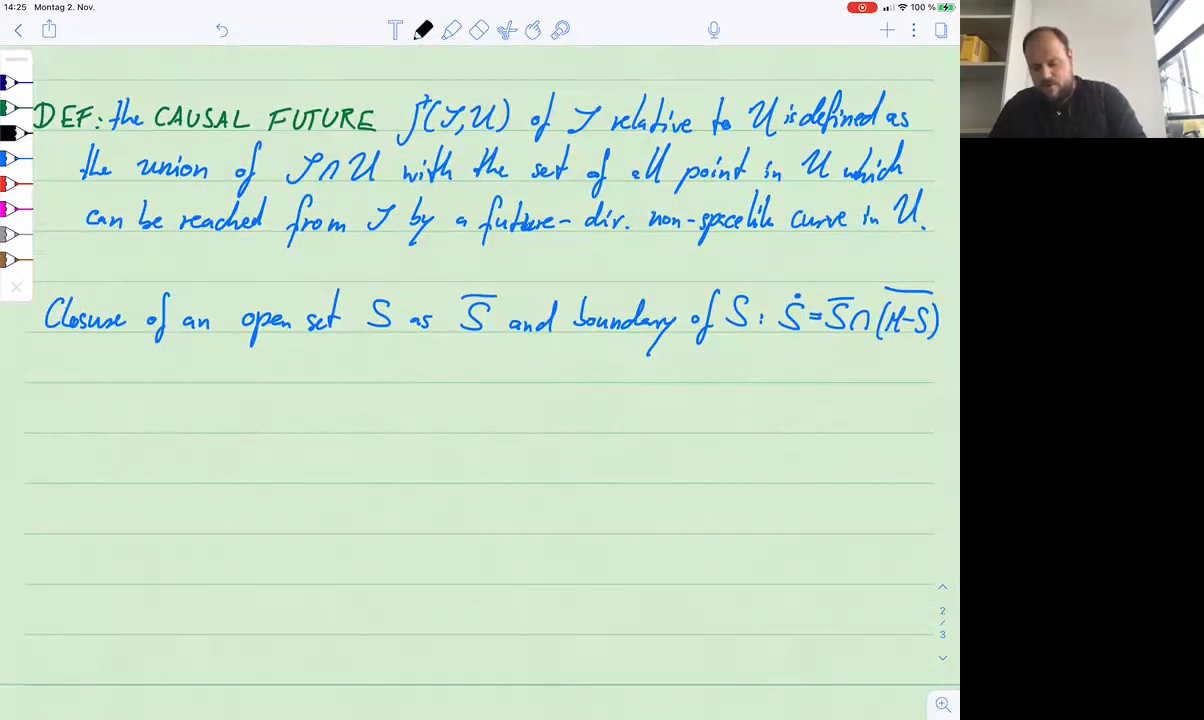 14:25 Montag 2. Nov. 100 %
DEF: the CAUSAL FUTURE J⁺(𝒮,𝒰) of 𝒮 relative to 𝒰 is defined as
the union of 𝒮∩𝒰 with the set of all point in 𝒰 which
can be reached from 𝒮 by a future-dir. non-spacelik curve in 𝒰.
Closure of an open set S as S̅ and boundary of S: Ṡ = S̅ ∩ \overline{(M-S)}
2
/
3